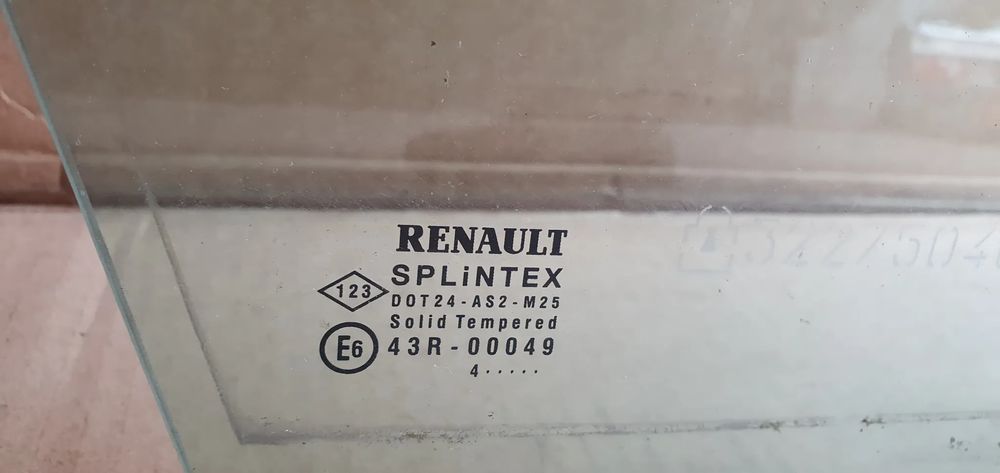 RENAULT
SPLiNTEX
123
DOT24-AS2-M25
Solid Tempered
E6
43R-00049
4.....